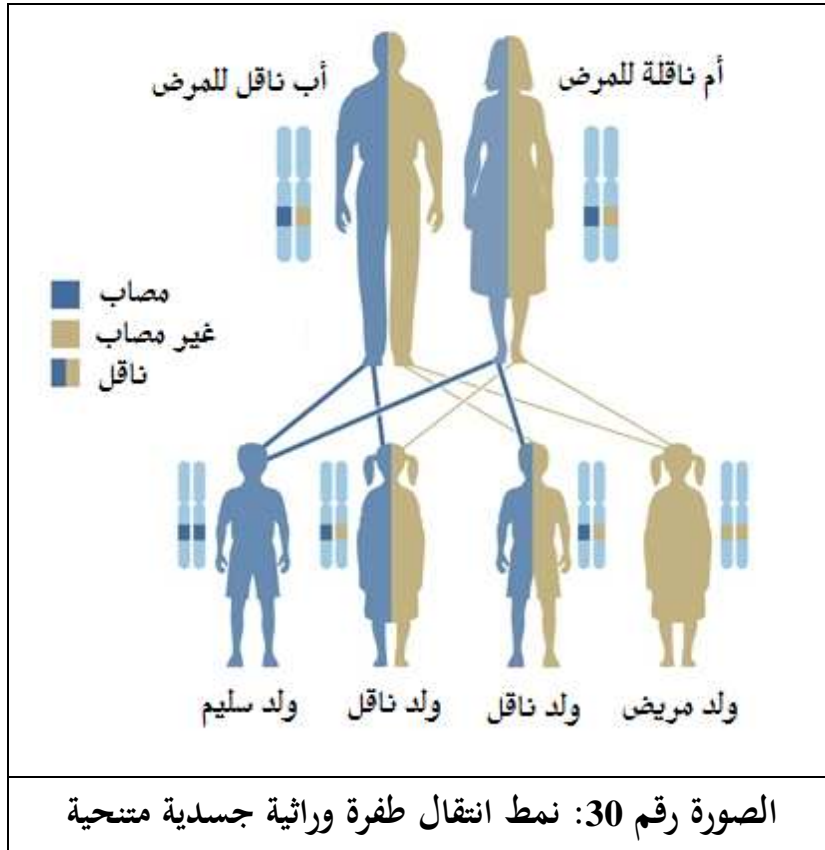 أم ناقلة للمرض
أب ناقل للمرض
مصاب
غير مصاب
ناقل
ولد مريض
ولد ناقل
ولد ناقل
ولد سليم
الصورة رقم 30: نمط انتقال طفرة وراثية جسدية متنحية